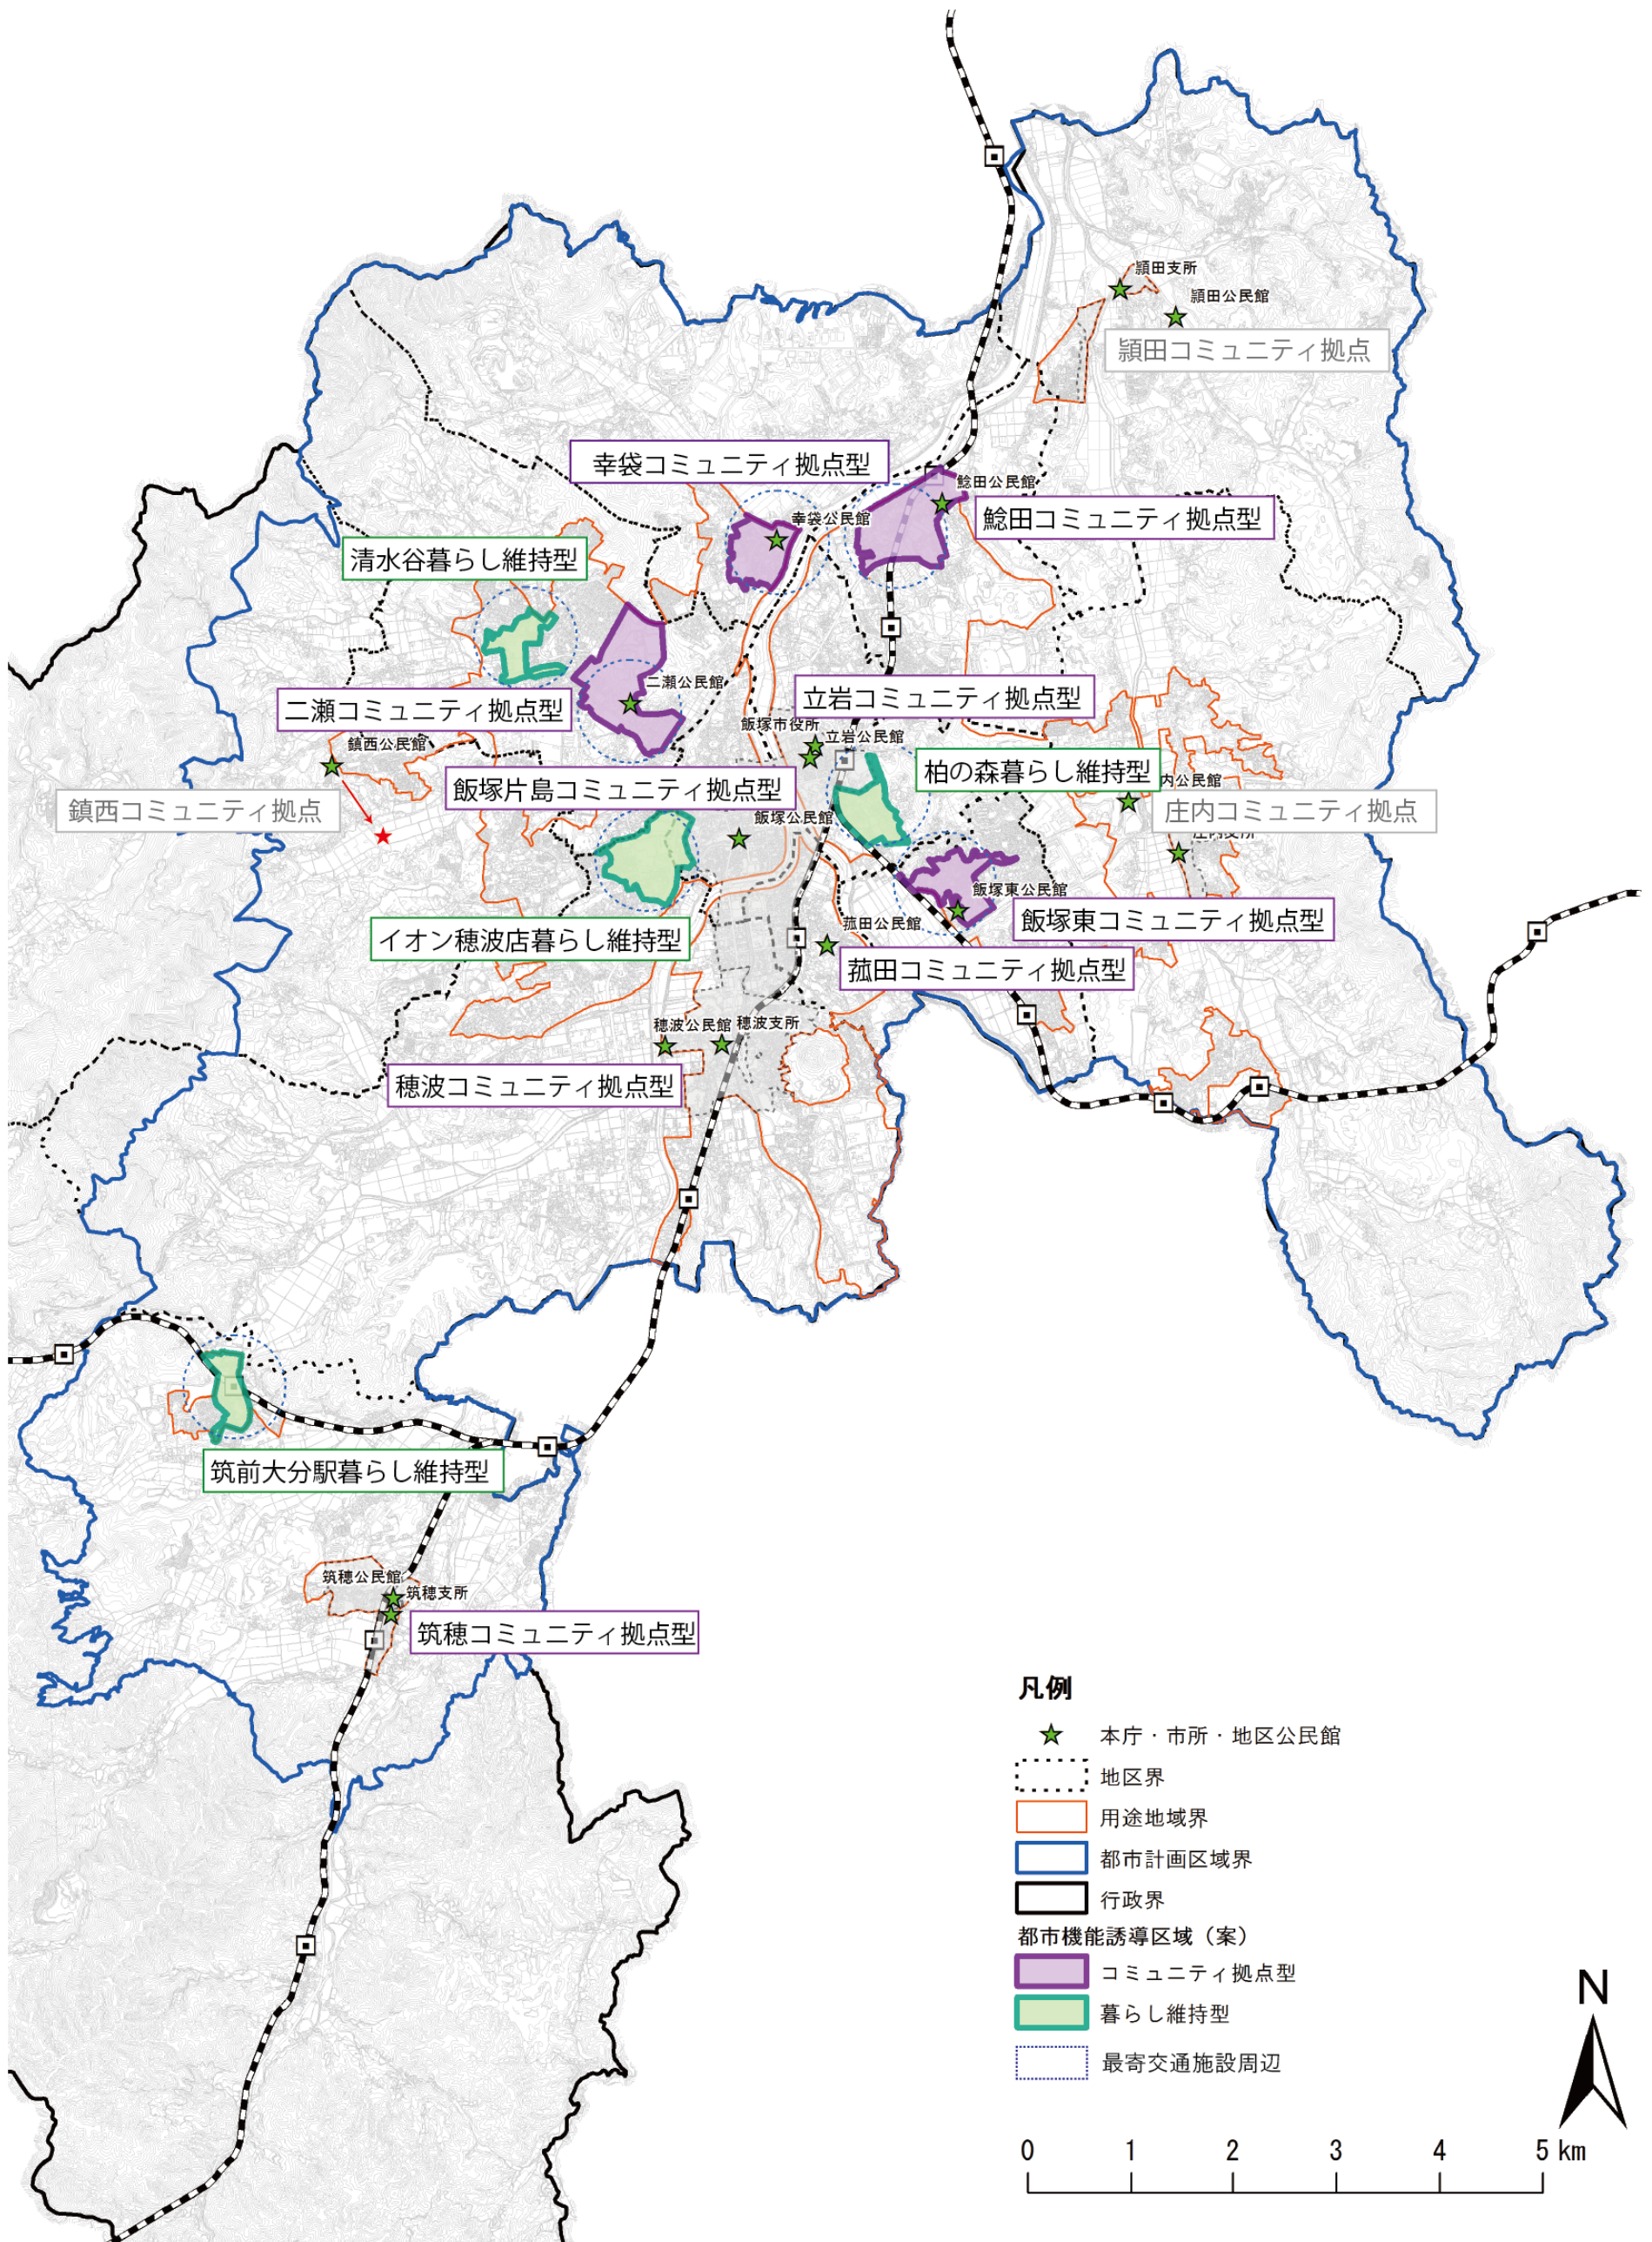 頴田支所
頴田公民館
頴田コミュニティ拠点
幸袋コミュニティ拠点型
鯰田公民館
幸袋公民館
鯰田コミュニティ拠点型
清水谷暮らし維持型
二瀬公民館
立岩コミュニティ拠点型
二瀬コミュニティ拠点型
飯塚市役所
立岩公民館
鎮西公民館
柏の森暮らし維持型
内公民館
飯塚片島コミュニティ拠点型
鎮西コミュニティ拠点
庄内コミュニティ拠点
飯塚公民館
庄内支所
飯塚東公民館
飯塚東コミュニティ拠点型
菰田公民館
イオン穂波店暮らし維持型
菰田コミュニティ拠点型
穂波公民館
穂波支所
穂波コミュニティ拠点型
筑前大分駅暮らし維持型
筑穂公民館
筑穂支所
筑穂コミュニティ拠点型
凡例
本庁・市所・地区公民館
地区界
用途地域界
都市計画区域界
行政界
都市機能誘導区域（案）
コミュニティ拠点型
暮らし維持型
最寄交通施設周辺
N
0 1 2 3 4 5 km